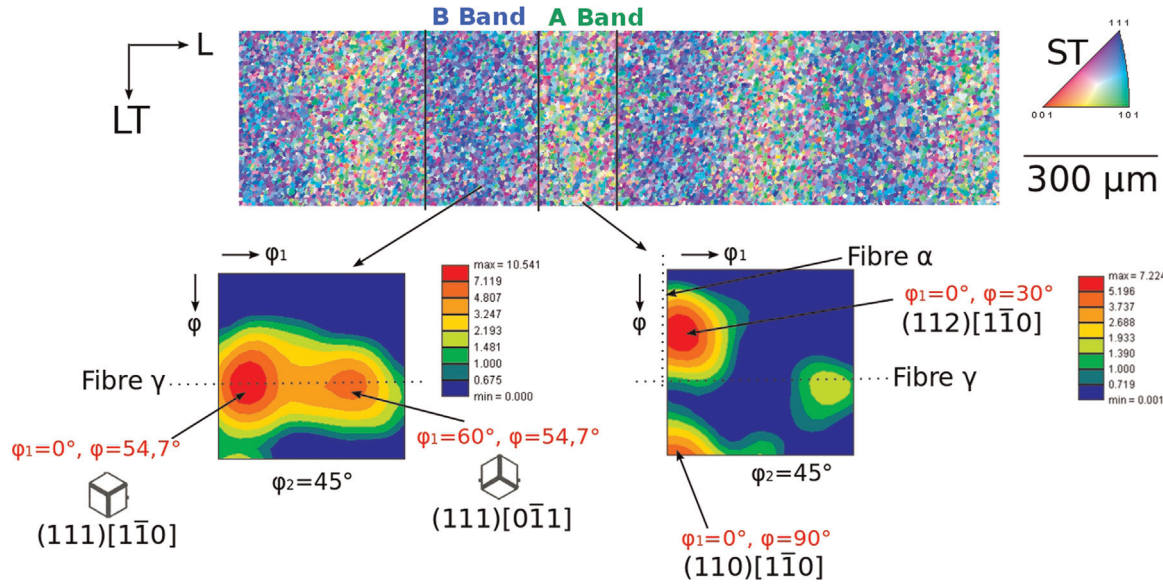 B Band A Band
L
LT
ST
111
001 101
300 µm
φ1
φ
max = 10.541
7.119
4.807
3.247
2.193
1.481
1.000
0.675
min = 0.000
Fibre γ
φ1=0°, φ=54,7°
(111)[11̅0]
φ1=60°, φ=54,7°
(111)[01̅1]
φ2=45°
φ1
φ
Fibre α
φ1=0°, φ=30°
(112)[11̅0]
Fibre γ
max = 7.224
5.196
3.737
2.688
1.933
1.390
1.000
0.719
min = 0.001
φ2=45°
φ1=0°, φ=90°
(110)[11̅0]